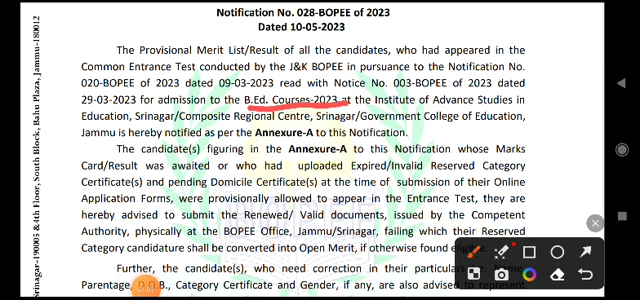 Notification No. 028-BOPEE of 2023
Dated 10-05-2023
The Provisional Merit List/Result of all the candidates, who had appeared in the
Common Entrance Test conducted by the J&K BOPEE in pursuance to the Notification No.
020-BOPEE of 2023 dated 09-03-2023 read with Notice No. 003-BOPEE of 2023 dated
29-03-2023 for admission to the B.Ed. Courses-2023 at the Institute of Advance Studies in
Education, Srinagar/Composite Regional Centre, Srinagar/Government College of Education,
Jammu is hereby notified as per the Annexure-A to this Notification.
The candidate(s) figuring in the Annexure-A to this Notification whose Marks
Card/Result was awaited or who had uploaded Expired/Invalid Reserved Category
Certificate(s) and pending Domicile Certificate(s) at the time of submission of their Online
Application Forms, were provisionally allowed to appear in the Entrance Test, they are
hereby advised to submit the Renewed/ Valid documents, issued by the Competent
Authority, physically at the BOPEE Office, Jammu/Srinagar, failing which their Reserved
Category candidature shall be converted into Open Merit, if otherwise found
Further, the candidate(s), who need correction in their
Parentage, D.O.B., Category Certificate and Gender, if any, are also advised to represent
Srinagar-190005 &4th Floor, South Block, Bahu Plaza, Jammu-180012